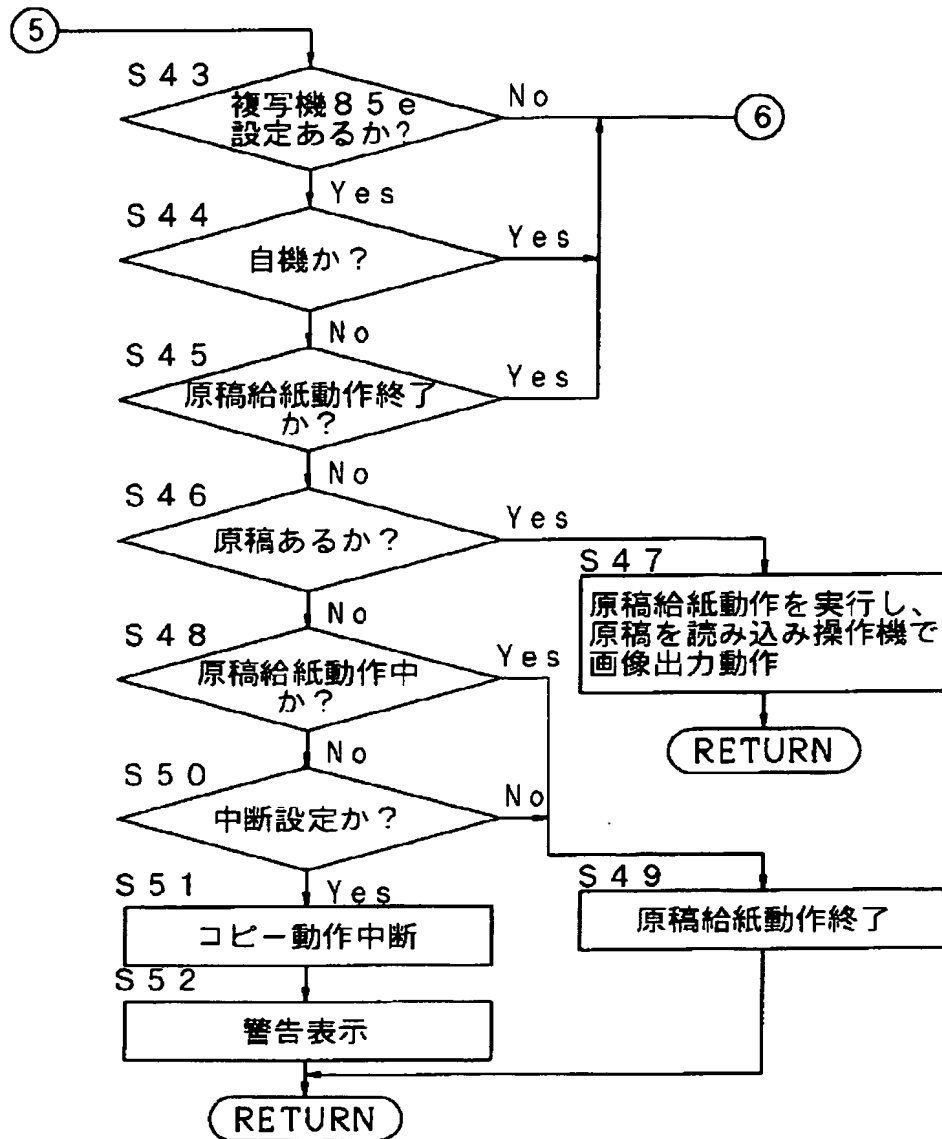 5
S43
複写機85e
設定あるか?
No
6
Yes
S44
自機か?
Yes
No
S45
原稿給紙動作終了
か?
Yes
No
S46
原稿あるか?
Yes
No
S47
原稿給紙動作を実行し、
原稿を読み込み操作機で
画像出力動作
RETURN
S48
原稿給紙動作中
か?
Yes
No
S50
中断設定か?
No
Yes
S49
原稿給紙動作終了
S51
コピー動作中断
S52
警告表示
RETURN